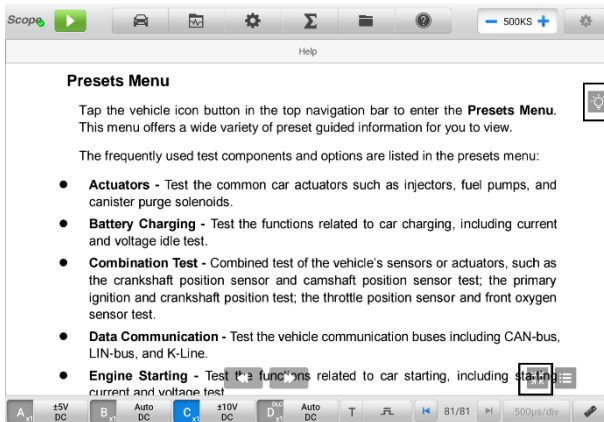 Scope
Σ
?
500KS
Help
Presets Menu
Tap the vehicle icon button in the top navigation bar to enter the Presets Menu.
This menu offers a wide variety of preset guided information for you to view.
The frequently used test components and options are listed in the presets menu:
● Actuators - Test the common car actuators such as injectors, fuel pumps, and
canister purge solenoids.
● Battery Charging - Test the functions related to car charging, including current
and voltage idle test.
● Combination Test - Combined test of the vehicle's sensors or actuators, such as
the crankshaft position sensor and camshaft position sensor test; the primary
ignition and crankshaft position test; the throttle position sensor and front oxygen
sensor test.
● Data Communication - Test the vehicle communication buses including CAN-bus,
LIN-bus, and K-Line.
● Engine Starting - Test the functions related to car starting, including starting
current and voltage test
A x1 ±5V DC B x1 Auto DC C x1 ±10V DC D x1 OLC Auto DC T 81/81 500µs/div